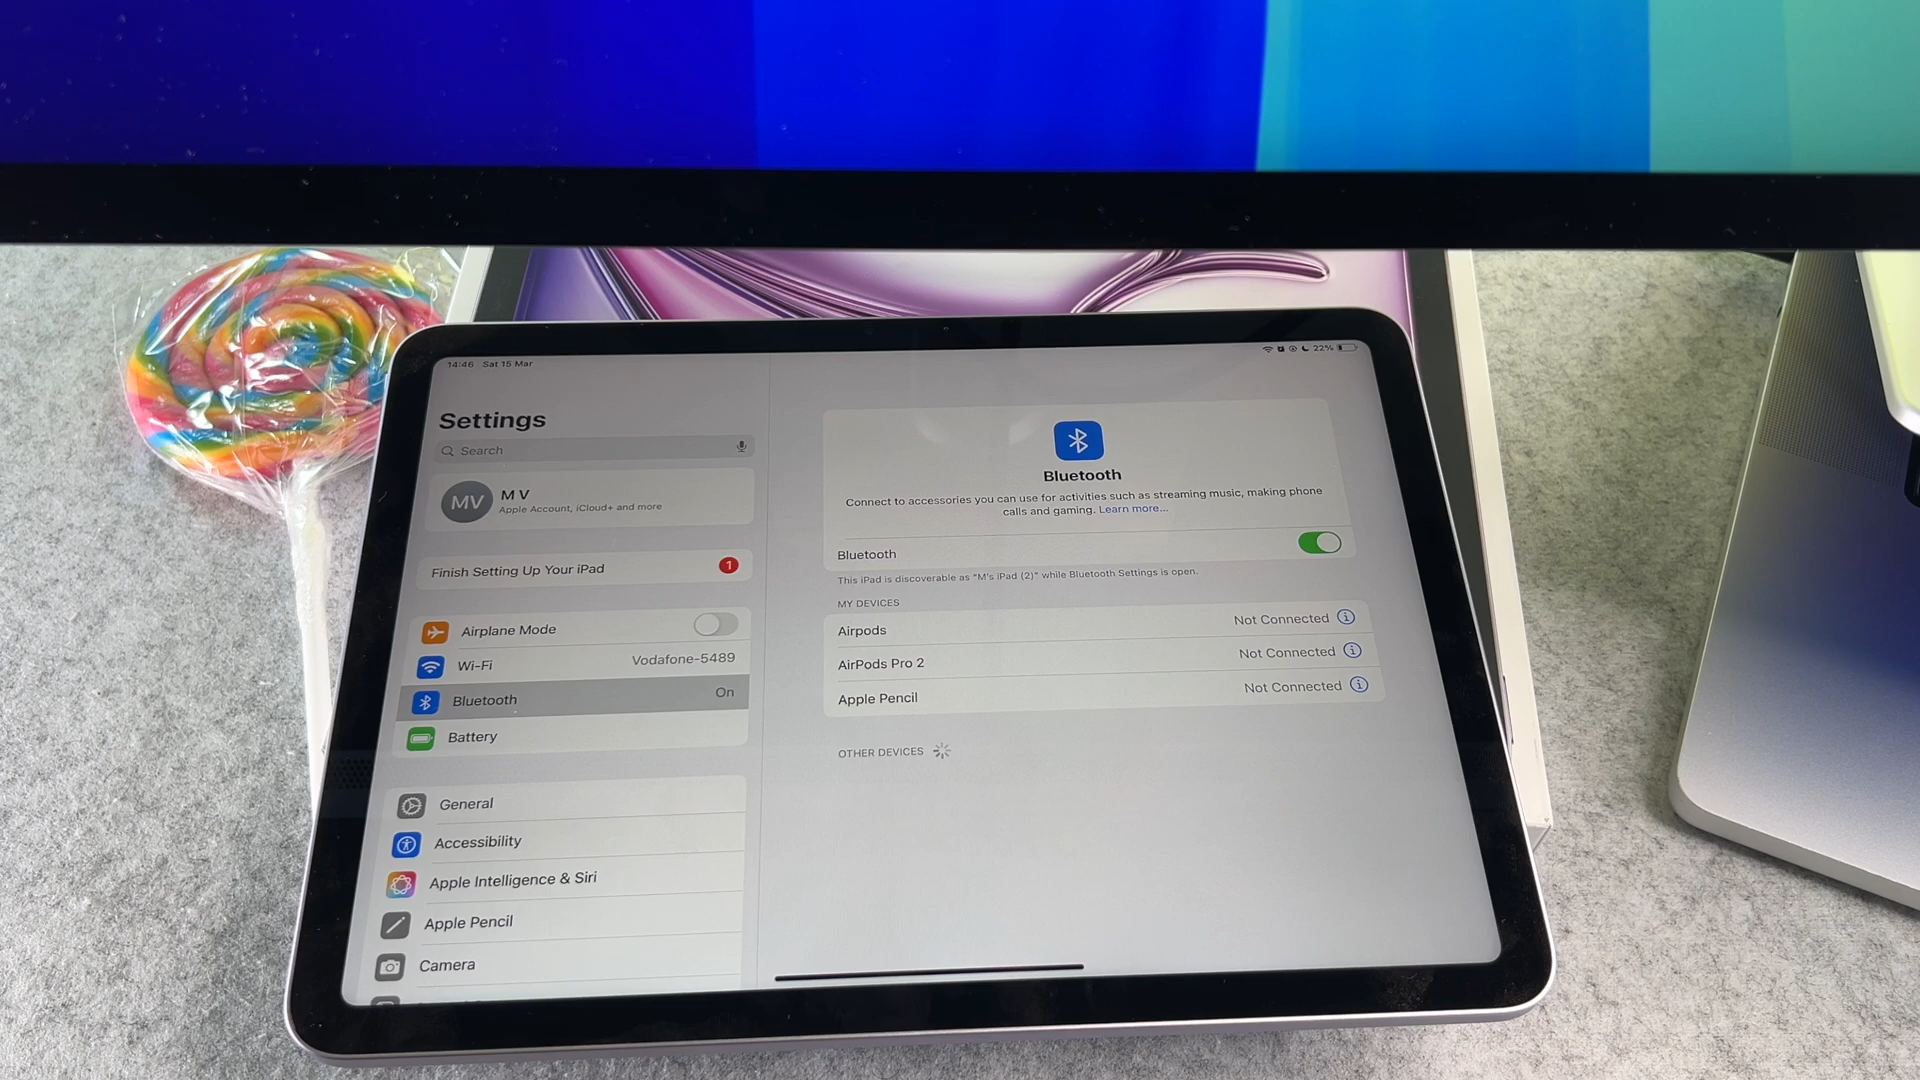 14:46 Sat 15 Mar
22%
Settings
Search
MV
M V
Apple Account, iCloud+ and more
Finish Setting Up Your iPad
1
Airplane Mode
Wi-Fi
Vodafone-5489
Bluetooth
On
Battery
General
Accessibility
Apple Intelligence & Siri
Apple Pencil
Camera
Bluetooth
Connect to accessories you can use for activities such as streaming music, making phone
calls and gaming. Learn more...
Bluetooth
This iPad is discoverable as “M’s iPad (2)” while Bluetooth Settings is open.
MY DEVICES
Airpods
Not Connected
AirPods Pro 2
Not Connected
Apple Pencil
Not Connected
OTHER DEVICES